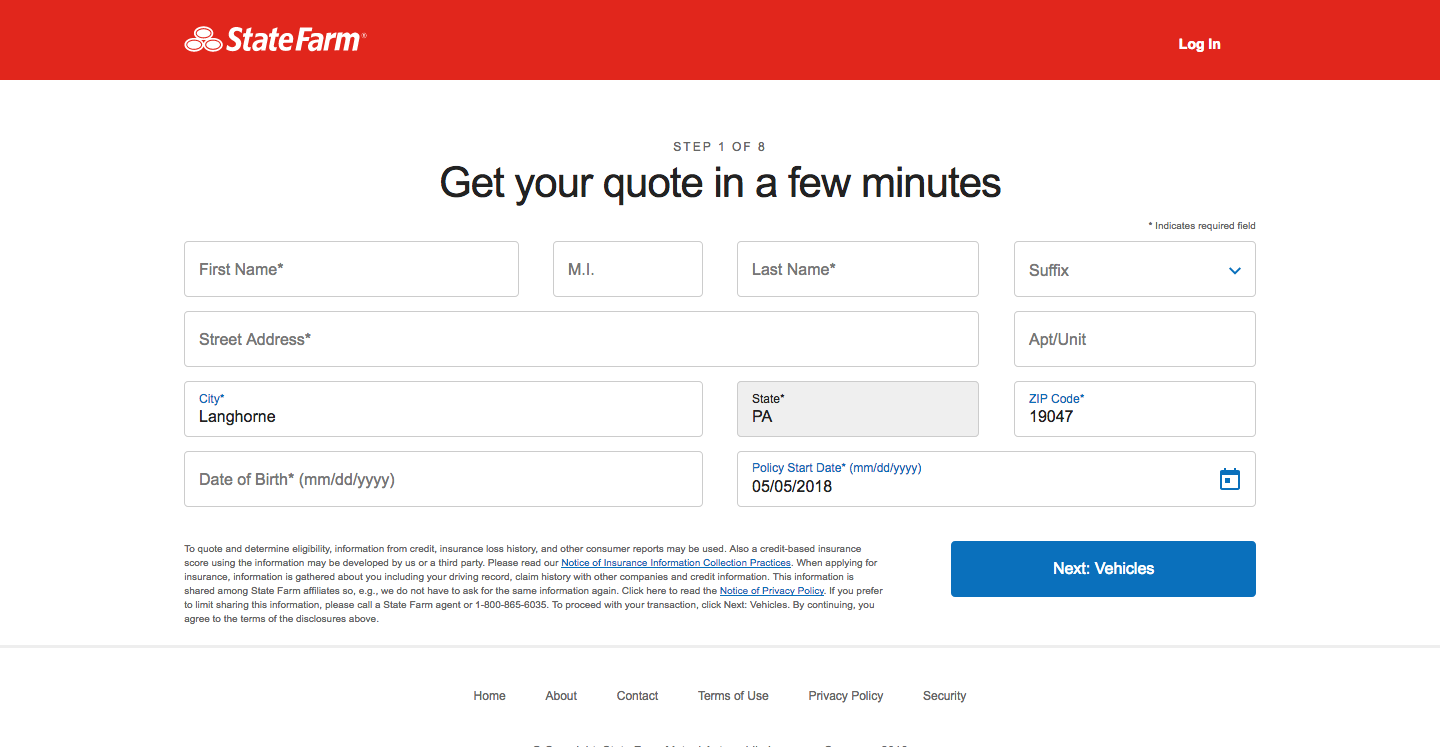 StateFarm®
Log In
STEP 1 OF 8
Get your quote in a few minutes
* Indicates required field
First Name*
M.I.
Last Name*
Suffix
Street Address*
Apt/Unit
City*
Langhorne
State*
PA
ZIP Code*
19047
Date of Birth* (mm/dd/yyyy)
Policy Start Date* (mm/dd/yyyy)
05/05/2018
To quote and determine eligibility, information from credit, insurance loss history, and other consumer reports may be used. Also a credit-based insurance
score using the information may be developed by us or a third party. Please read our Notice of Insurance Information Collection Practices. When applying for
insurance, information is gathered about you including your driving record, claim history with other companies and credit information. This information is
shared among State Farm affiliates so, e.g., we do not have to ask for the same information again. Click here to read the Notice of Privacy Policy. If you prefer
to limit sharing this information, please call a State Farm agent or 1-800-865-6035. To proceed with your transaction, click Next: Vehicles. By continuing, you
agree to the terms of the disclosures above.
Next: Vehicles
Home
About
Contact
Terms of Use
Privacy Policy
Security